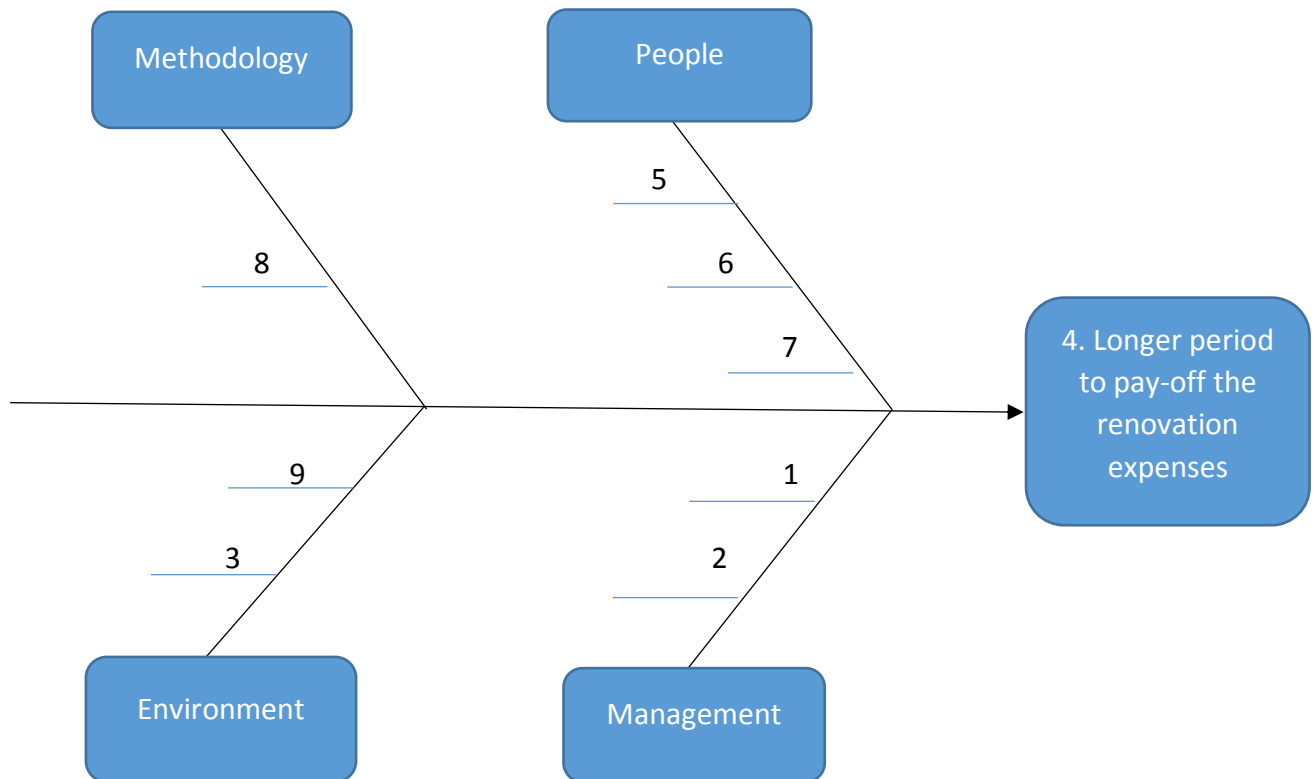 Methodology
People
5
8
6
7
4. Longer period
to pay-off the
renovation
expenses
9
1
3
2
Environment
Management